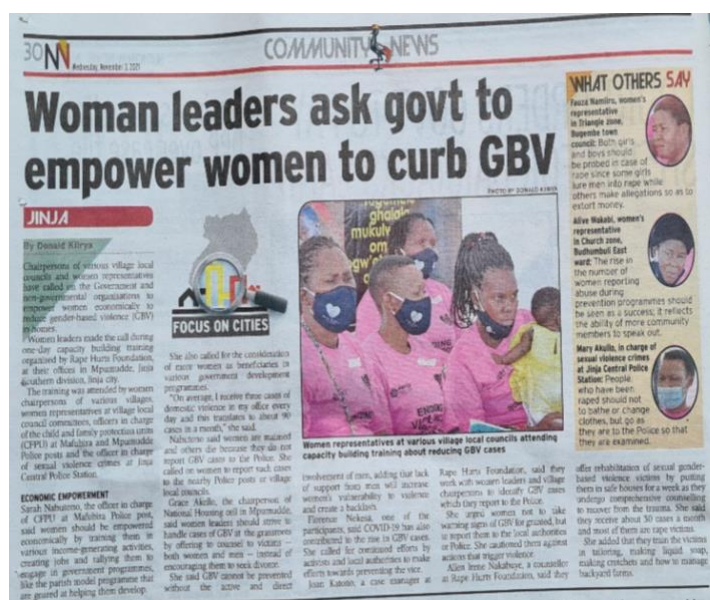 30
Wednesday, November 3, 2021
COMMUNITY NEWS
Woman leaders ask govt to
empower women to curb GBV
PHOTO BY DONALD KIIRYA
JINJA
By Donald Kiirya
Chairpersons of various village local
councils and women representatives
have called on the Government and
non-governmental organisations to
empower women economically to
reduce gender-based violence (GBV)
in homes.
Women leaders made the call during
one-day capacity building training
organised by Rape Hurts Foundation,
at their offices in Mpumudde, Jinja
southern division, Jinja city.
The training was attended by women
chairpersons of various villages,
women representatives at village local
council committees, officers in charge
of the child and family protection units
(CFPU) at Mafubira and Mpumudde
Police posts and the officer in charge
of sexual violence crimes at Jinja
Central Police Station.
ECONOMIC EMPOWERMENT
Sarah Nabutono, the officer in charge
of CFPU at Mafubira Police post,
said women should be empowered
economically by training them in
various income-generating activities,
creating jobs and rallying them to
engage in government programmes,
like the parish model programme that
are geared at helping them develop.
FOCUS ON CITIES
She also called for the consideration
of more women as beneficiaries in
various government development
programmes.
"On average, I receive three cases of
domestic violence in my office every
day and this translates to about 90
cases in a month," she said.
said women are maimed
and others die because they do not
report GBV cases to the Police. She
called on women to report such cases
to the nearby Police posts or village
local councils.
Grace Akello, the chairperson of
National Housing cell in Mpumudde,
said women leaders should strive to
handle cases of GBV at the grassroots
by offering to counsel to victims –
both women and men – instead of
encouraging them to seek divorce.
She said GBV cannot be prevented
without the active and direct
ghalala
mukuly
om
gw'o
ENDING
VIOLENCE
Women representatives at various village local councils attending
capacity building training about reducing GBV cases
involvement of men, adding that lack
of support from men will increase
women's vulnerability to violence
and create a backlash.
Florence Nekesa, one of the
participants, said COVID-19 has also
contributed to the rise in GBV cases.
She called for continued efforts by
activists and local authorities to make
efforts towards preventing the vice.
Joan Katono, a case manager at
Rape Hurts Foundation, said they
work with women leaders and village
chairpersons to identify GBV cases
which they report to the Police.
She urged women not to take
warning signs of GBV for granted, but
to report them to the local authorities
or Police. She cautioned them against
actions that trigger violence.
Allen Irene Nakabuye, a counsellor
at Rape Hurts Foundation, said they
offer rehabilitation of sexual gender-
based violence victims by putting
them in safe houses for a week as they
undergo comprehensive counselling
to recover from the trauma. She said
they receive about 50 cases a month
and most of them are rape victims.
She added that they train the victims
in tailoring, making liquid soap,
making crotchets and how to manage
backyard farms.
WHAT OTHERS SAY
Fauza Namiiro, women's
representative
in Triangle zone,
Bugembe town
council: Both girls
and boys should
be probed in case of
rape since some girls
lure men into rape while
others make allegations so as to
extort money.
Alive Wakabi, women's
representative
in Church zone,
Budhumbuli East
ward: The rise in
the number of
women reporting
abuse during
prevention programmes should
be seen as a success; it reflects
the ability of more community
members to speak out.
Mary Akullo, in charge of
sexual violence crimes
at Jinja Central Police
Station: People,
who have been
raped should not
to bathe or change
clothes, but go as
they are to the Police so that
they are examined.